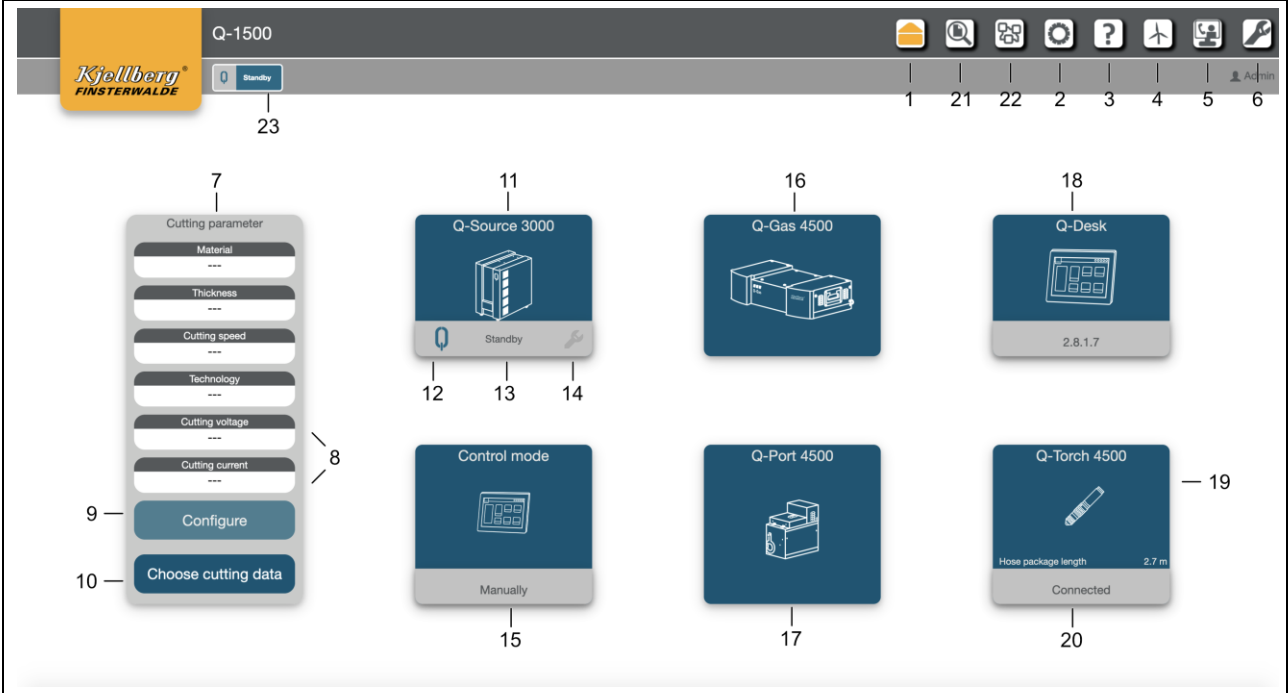 Q-1500
Kjellberg®
FINSTERWALDE
Standby
Admin
1 21 22 2 3 4 5 6
23
7 11 16 18
Cutting parameter
Material
---
Thickness
---
Cutting speed
---
Technology
---
Cutting voltage
---
Cutting current
---
8
9
Configure
10
Choose cutting data
Q-Source 3000
Standby
12 13 14
Q-Gas 4500
Q-Desk
2.8.1.7
Control mode
Manually
15
Q-Port 4500
17
Q-Torch 4500
19
Hose package length 2.7 m
Connected
20